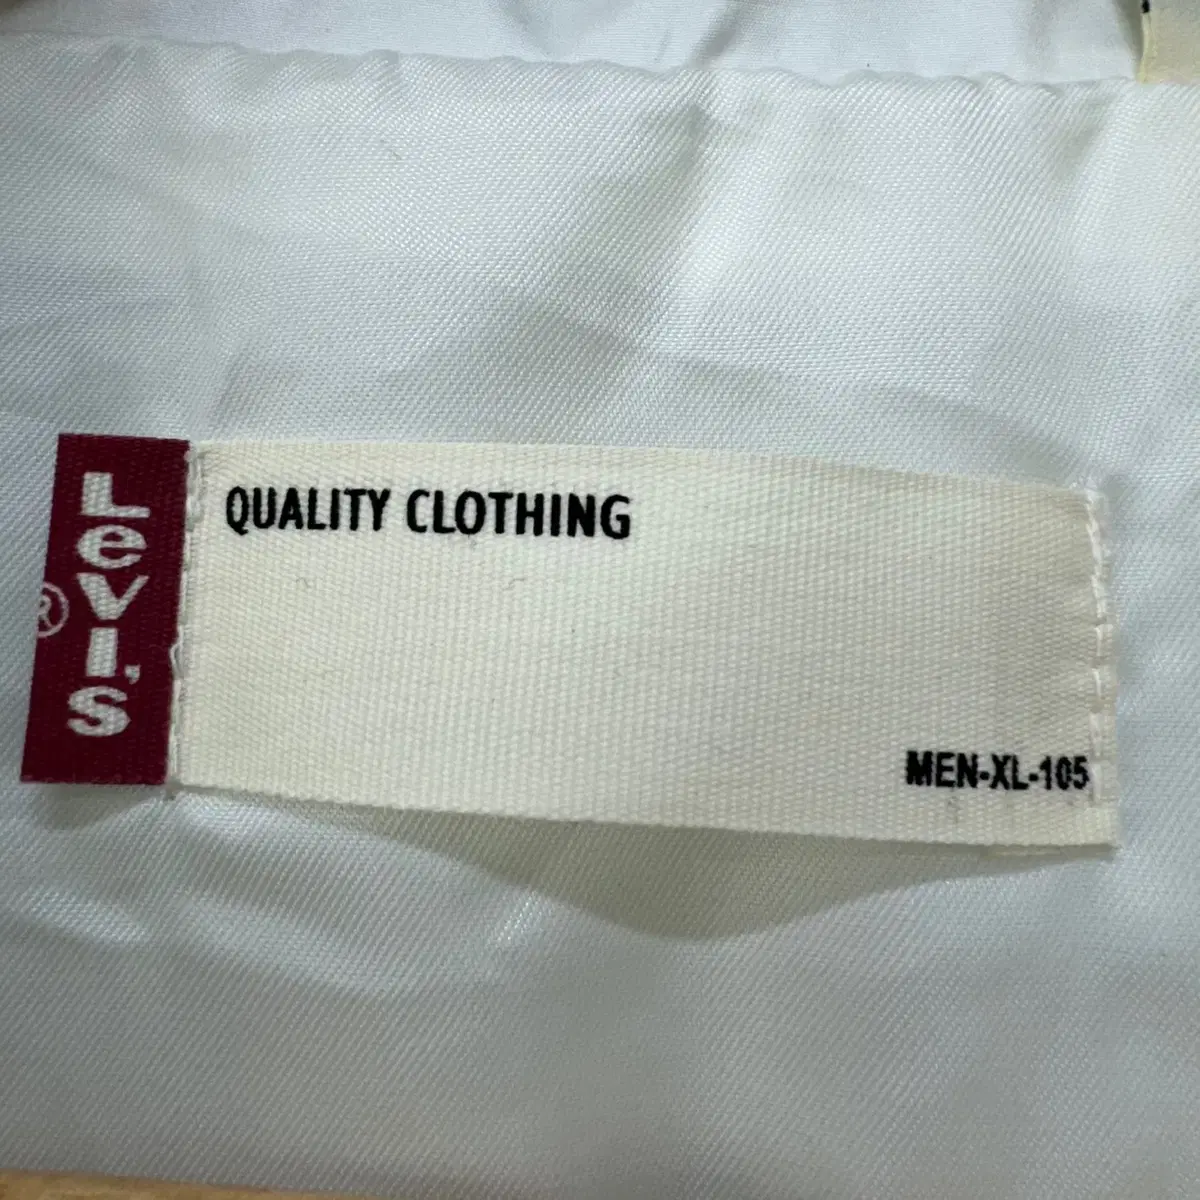 LEVI'S
®
QUALITY CLOTHING
MEN-XL-105